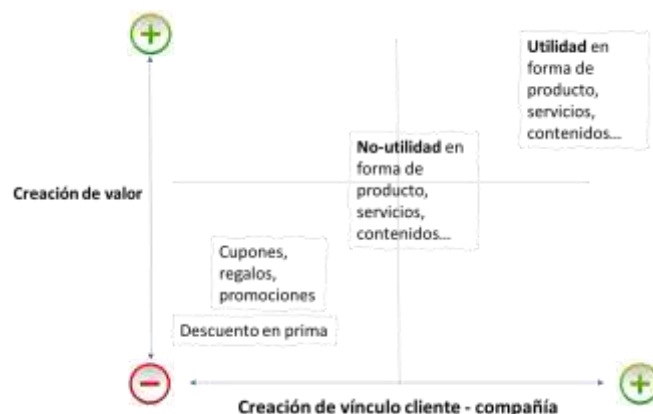 Utilidad en
forma de
producto,
servicios,
contenidos...
No-utilidad en
forma de
producto,
servicios,
contenidos...
Creación de valor
Cupones,
regalos,
promociones
Descuento en prima
Creación de vínculo cliente - compañía